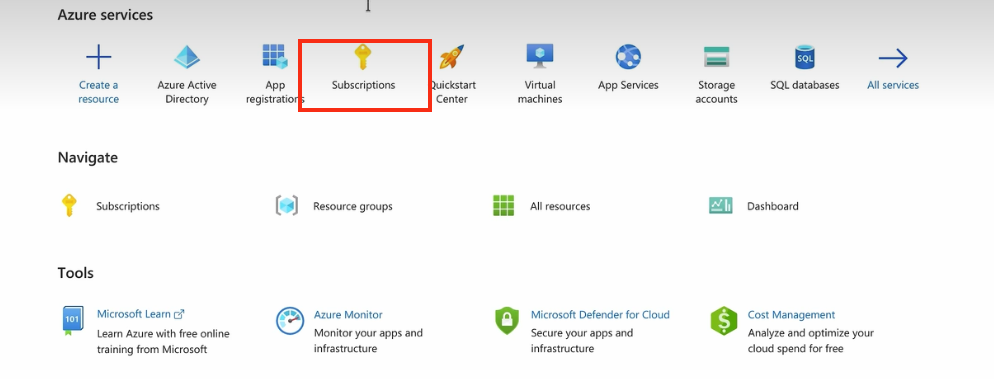 Azure services
Create a
resource
Azure Active
Directory
App
registrations
Subscriptions
Quickstart
Center
Virtual
machines
App Services
Storage
accounts
SQL
SQL databases
All services
Navigate
Subscriptions
Resource groups
All resources
Dashboard
Tools
101
Microsoft Learn
Learn Azure with free online
training from Microsoft
Azure Monitor
Monitor your apps and
infrastructure
Microsoft Defender for Cloud
Secure your apps and
infrastructure
$
Cost Management
Analyze and optimize your
cloud spend for free